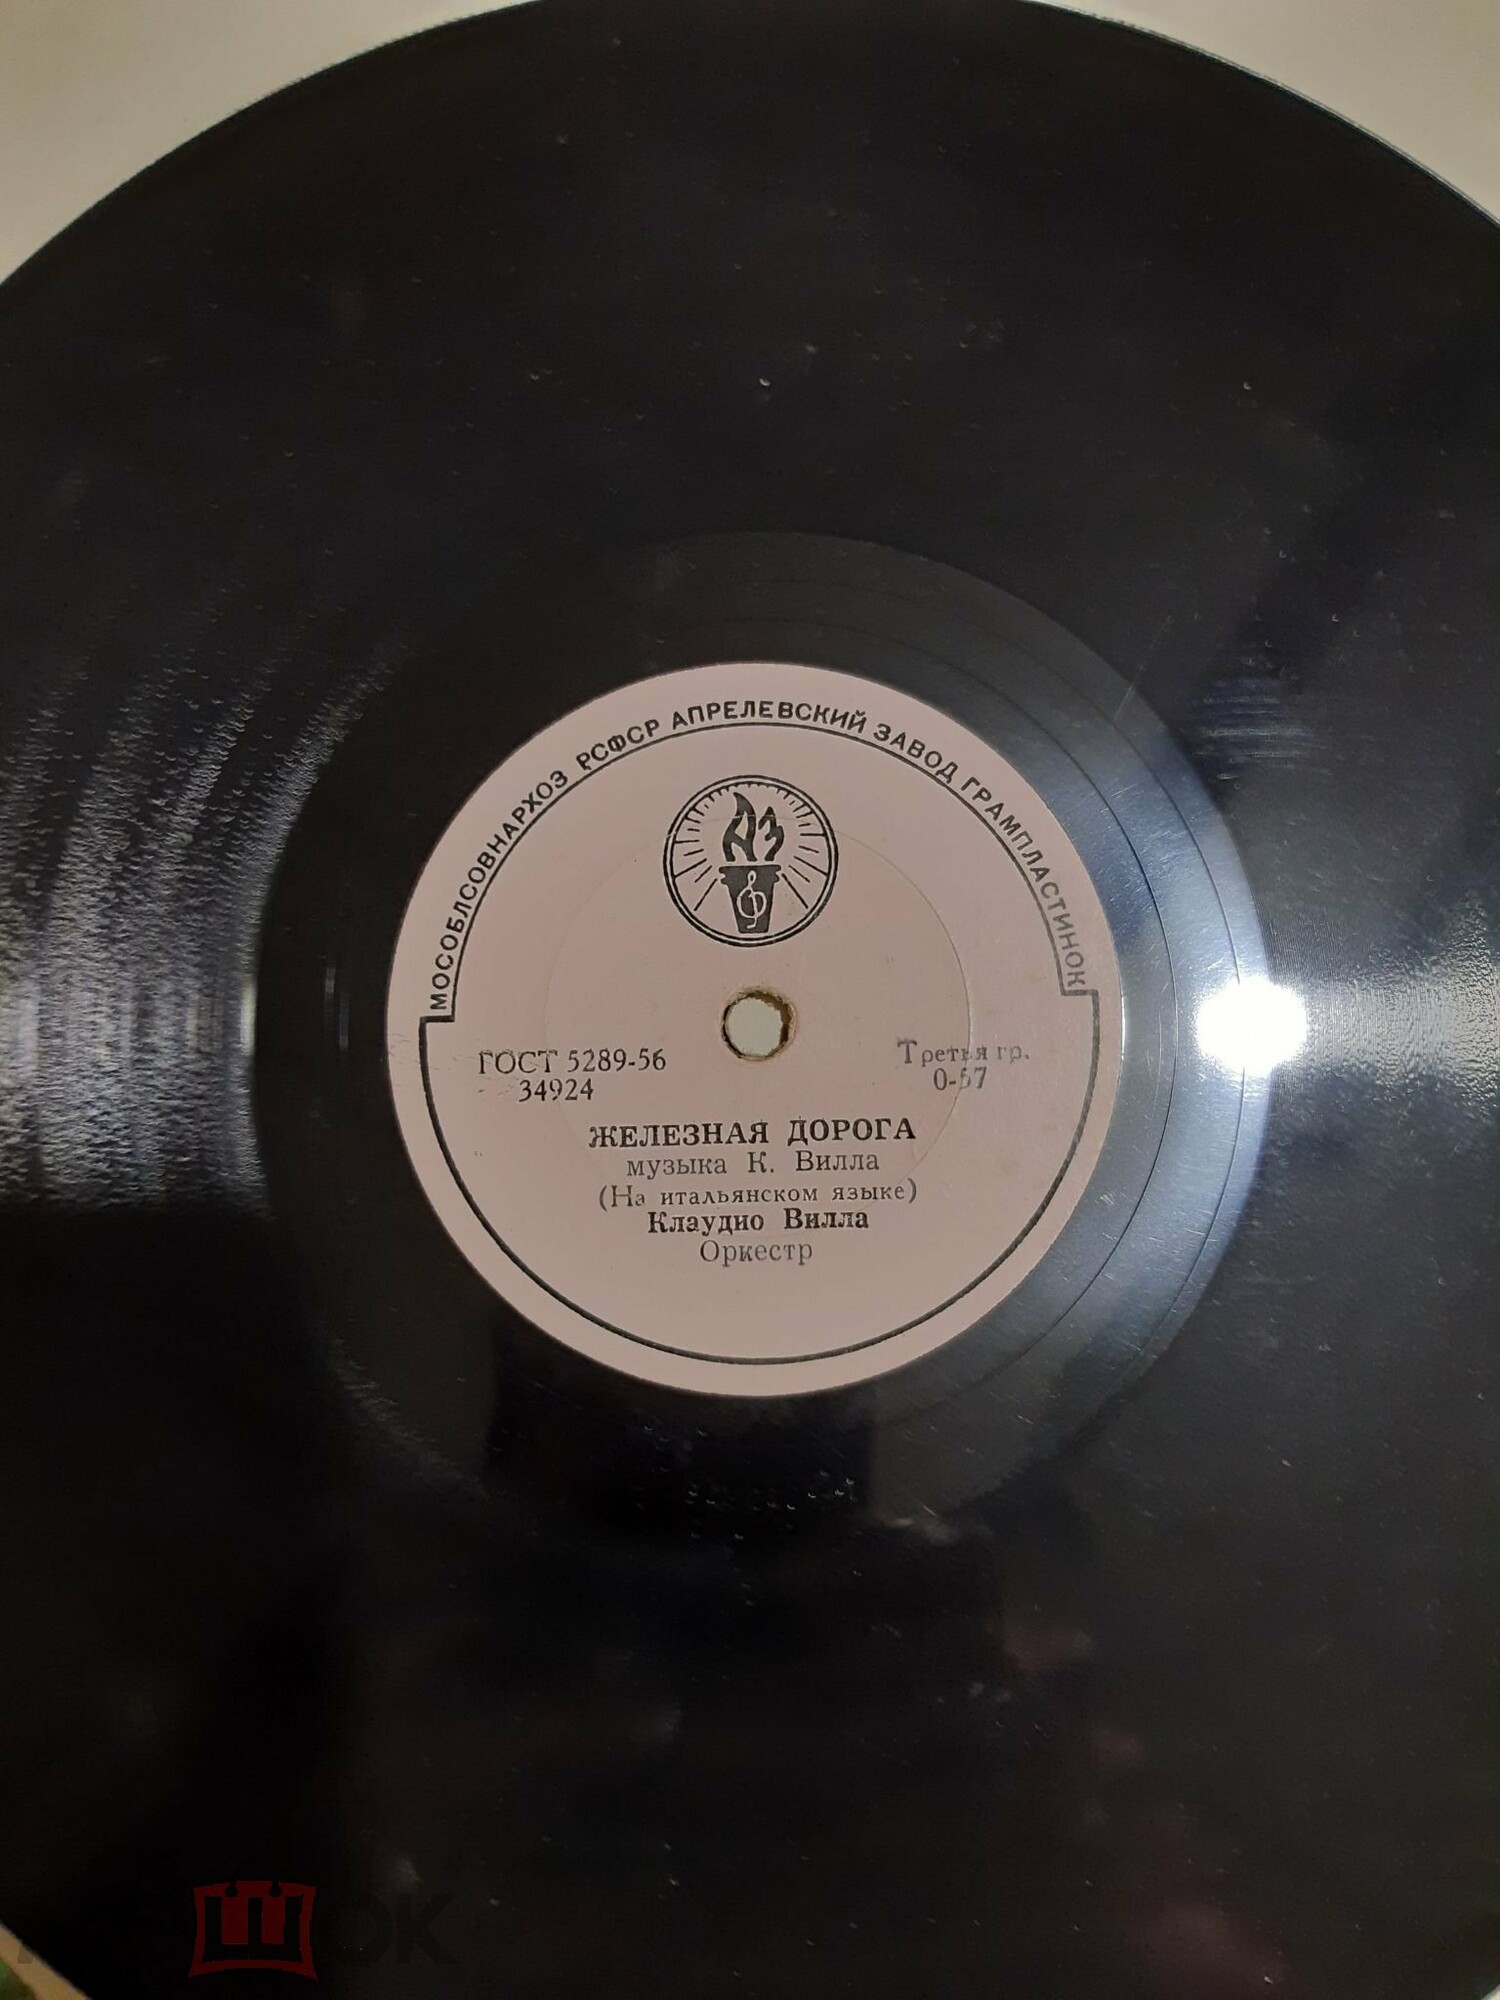 МОСОБЛСОВНАРХОЗ РСФСР АПРЕЛЕВСКИЙ ЗАВОД ГРАМПЛАСТИНОК
АЗ
ГОСТ 5289-56
34924
Третья гр.
0-57
ЖЕЛЕЗНАЯ ДОРОГА
музыка К. Вилла
(На итальянском языке)
Клаудио Вилла
Оркестр